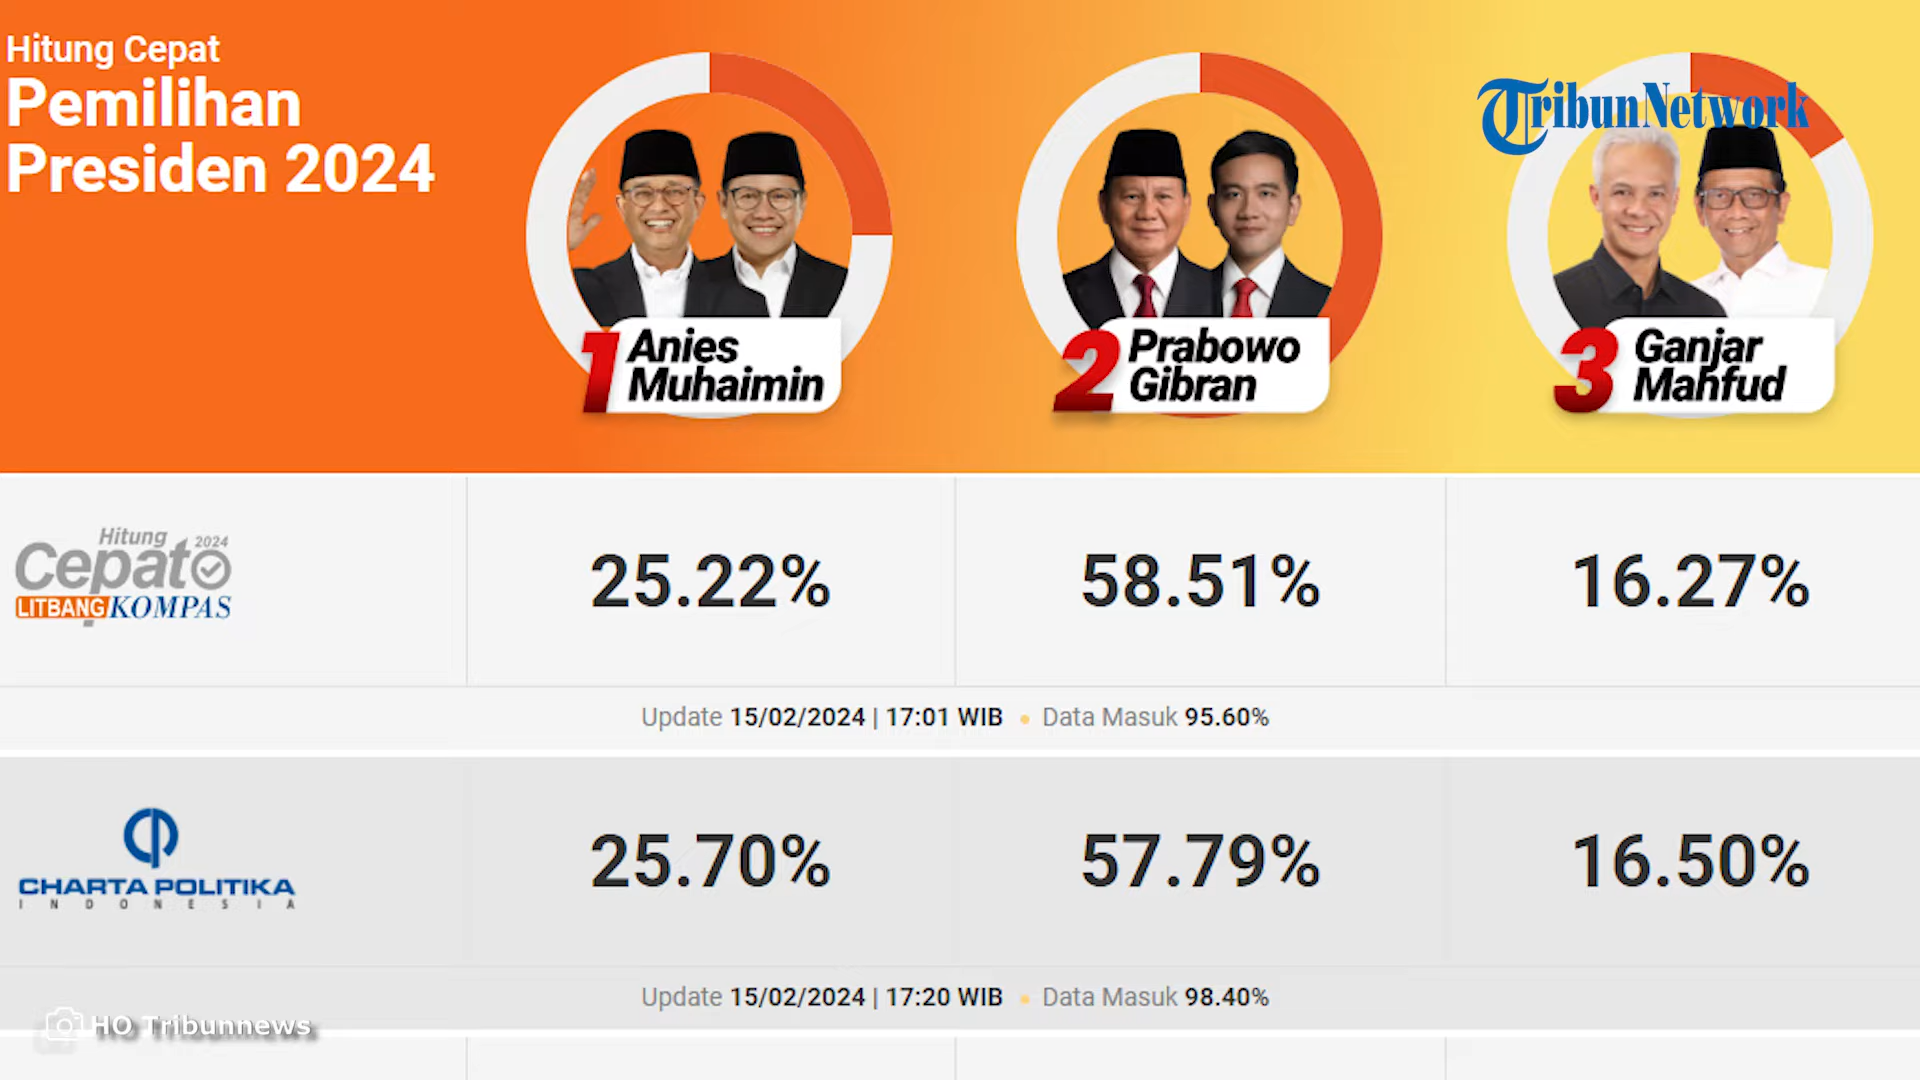 Hitung Cepat
Pemilihan
Presiden 2024
TribunNetwork
1 Anies
Muhaimin
2 Prabowo
Gibran
3 Ganjar
Mahfud
Hitung 2024
Cepat
LITBANG KOMPAS
25.22%
58.51%
16.27%
Update 15/02/2024 | 17:01 WIB • Data Masuk 95.60%
CHARTA POLITIKA
INDONESIA
25.70%
57.79%
16.50%
Update 15/02/2024 | 17:20 WIB • Data Masuk 98.40%
HO Tribunnews